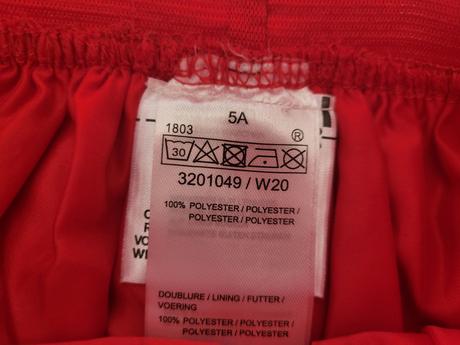 5A
1803
®
30
3201049 / W20
100% POLYESTER / POLYESTER /
POLYESTER / POLYESTER
DOUBLURE / LINING / FUTTER /
VOERING
100% POLYESTER / POLYESTER /
POLYESTER / POLYESTER